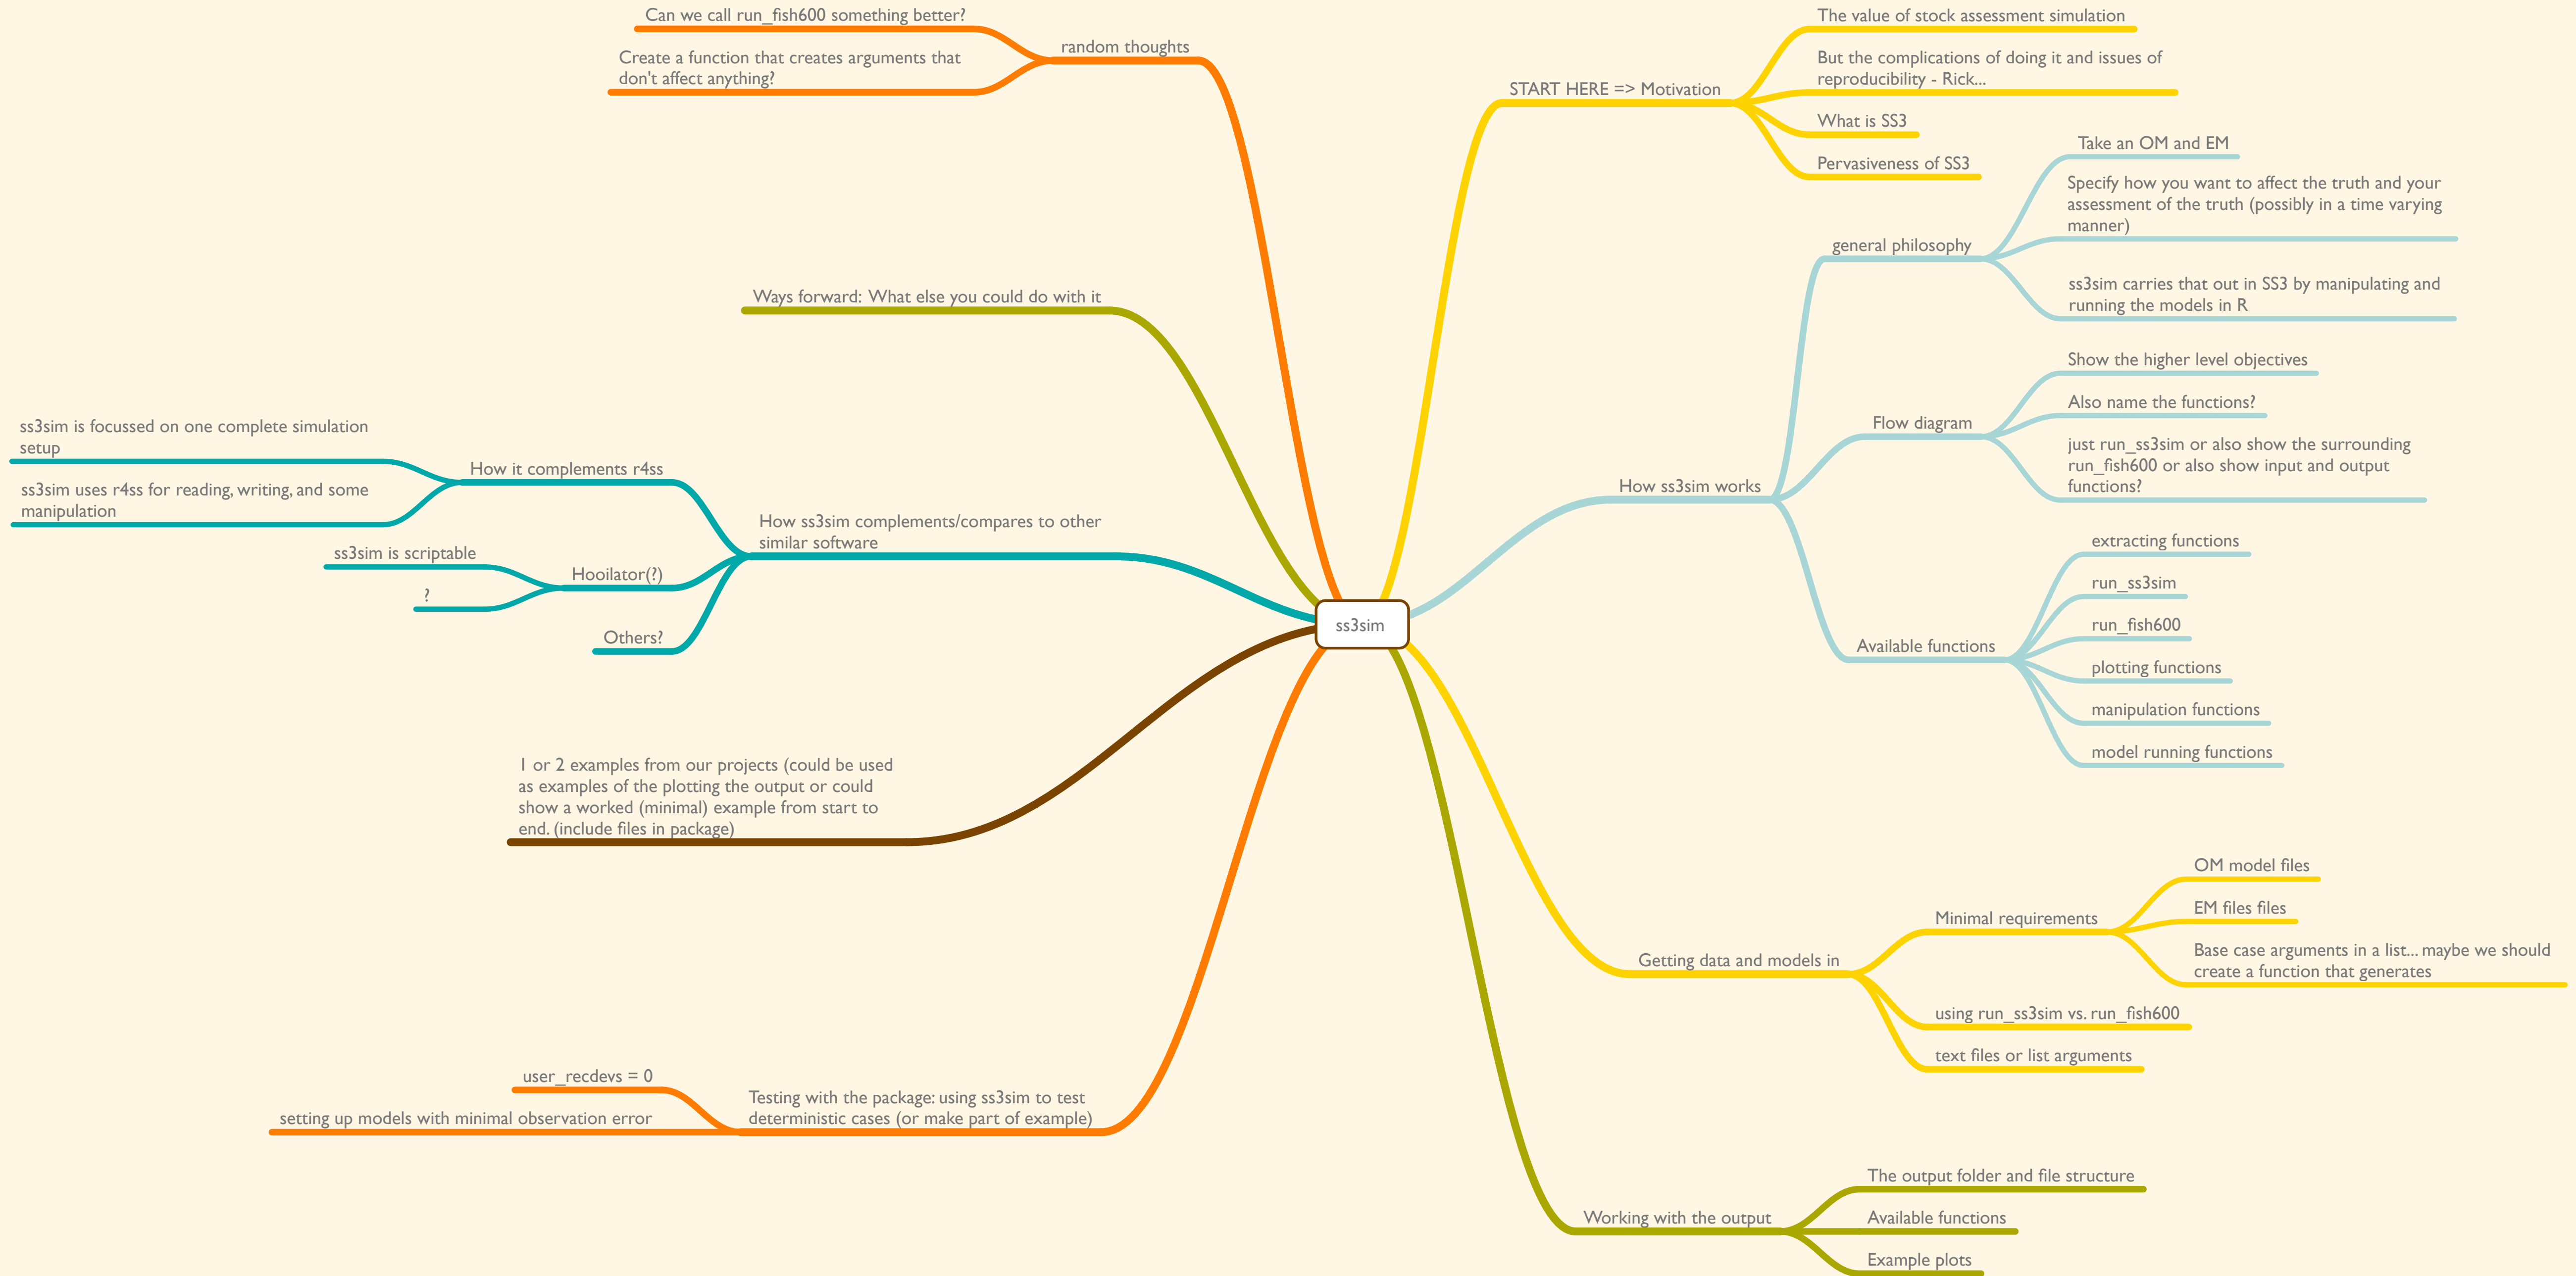 ss3sim
START HERE => Motivation
The value of stock assessment simulation
But the complications of doing it and issues of
reproducibility - Rick...
What is SS3
Pervasiveness of SS3
How ss3sim works
general philosophy
Take an OM and EM
Specify how you want to affect the truth and your
assessment of the truth (possibly in a time varying
manner)
ss3sim carries that out in SS3 by manipulating and
running the models in R
Flow diagram
Show the higher level objectives
Also name the functions?
just run_ss3sim or also show the surrounding
run_fish600 or also show input and output
functions?
Available functions
extracting functions
run_ss3sim
run_fish600
plotting functions
manipulation functions
model running functions
Getting data and models in
Minimal requirements
OM model files
EM files files
Base case arguments in a list... maybe we should
create a function that generates
using run_ss3sim vs. run_fish600
text files or list arguments
Working with the output
The output folder and file structure
Available functions
Example plots
Testing with the package: using ss3sim to test
deterministic cases (or make part of example)
user_recdevs = 0
setting up models with minimal observation error
1 or 2 examples from our projects (could be used
as examples of the plotting the output or could
show a worked (minimal) example from start to
end. (include files in package)
How ss3sim complements/compares to other
similar software
How it complements r4ss
ss3sim is focussed on one complete simulation
setup
ss3sim uses r4ss for reading, writing, and some
manipulation
Hooilator(?)
ss3sim is scriptable
?
Others?
Ways forward: What else you could do with it
random thoughts
Can we call run_fish600 something better?
Create a function that creates arguments that
don't affect anything?